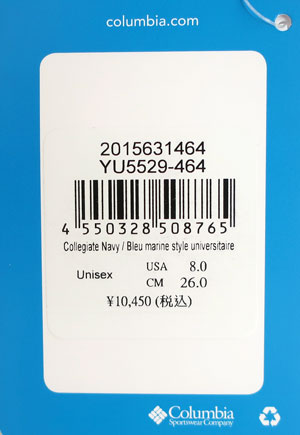 columbia.com
2015631464
YU5529-464
4 550328 508765
Collegiate Navy / Bleu marine style universitaire
Unisex USA 8.0
CM 26.0
¥10,450 (税込)
Columbia
Sportswear Company